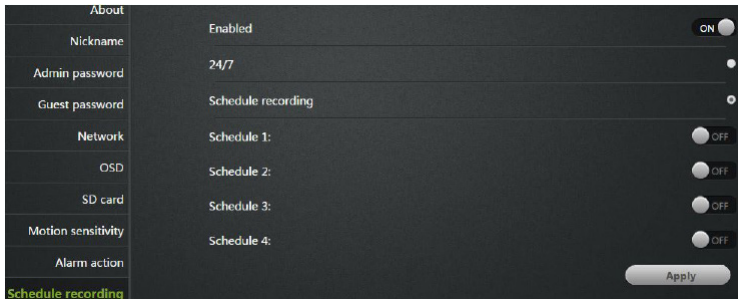 About
Nickname
Admin password
Guest password
Network
OSD
SD card
Motion sensitivity
Alarm action
Schedule recording
Enabled ON
24/7
Schedule recording
Schedule 1: OFF
Schedule 2: OFF
Schedule 3: OFF
Schedule 4: OFF
Apply